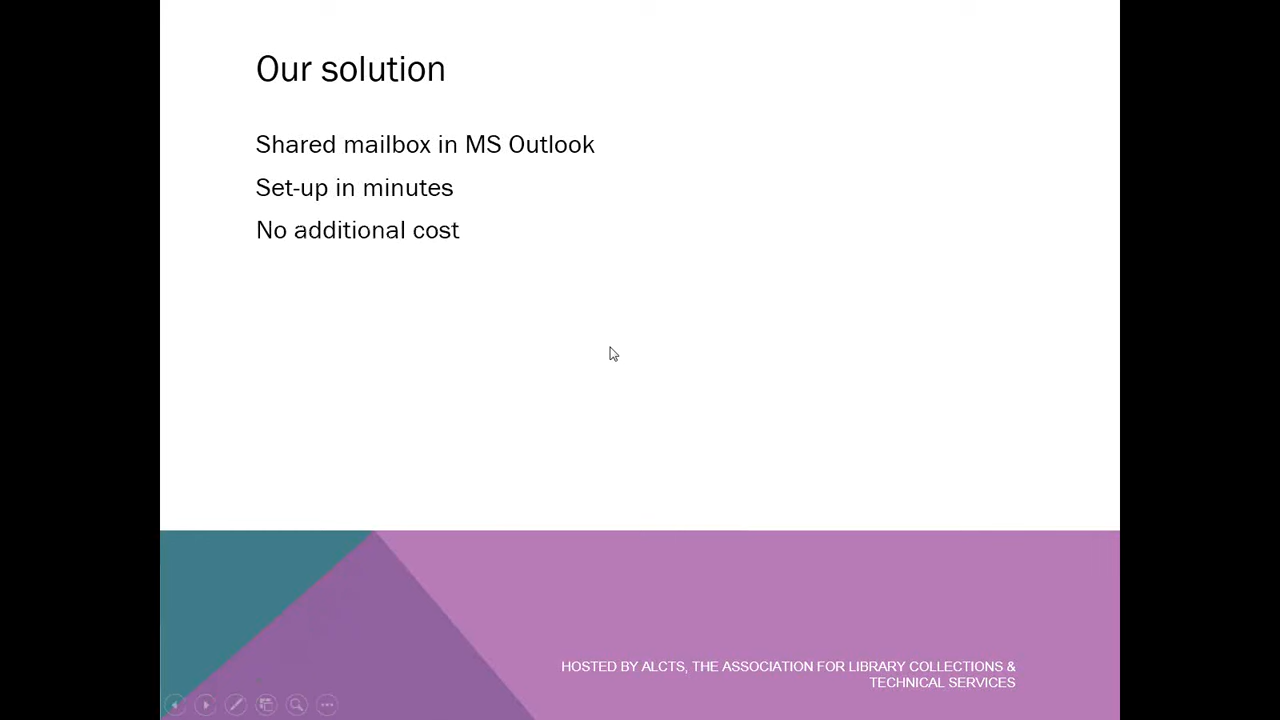 Our solution
Shared mailbox in MS Outlook
Set-up in minutes
No additional cost
HOSTED BY ALCTS, THE ASSOCIATION FOR LIBRARY COLLECTIONS &
TECHNICAL SERVICES